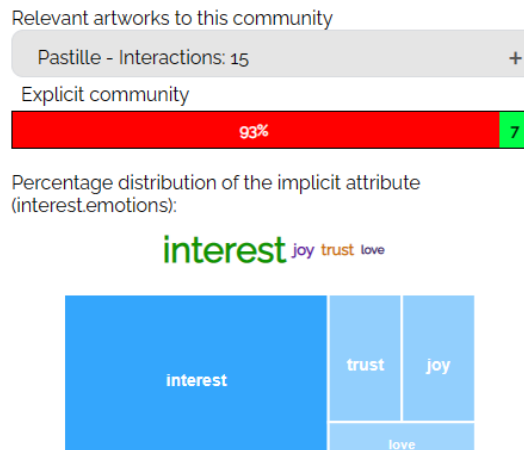 Relevant artworks to this community
Pastille - Interactions: 15 +
Explicit community
93% 7
Percentage distribution of the implicit attribute
(interest.emotions):
interest joy trust love
interest trust joy
love